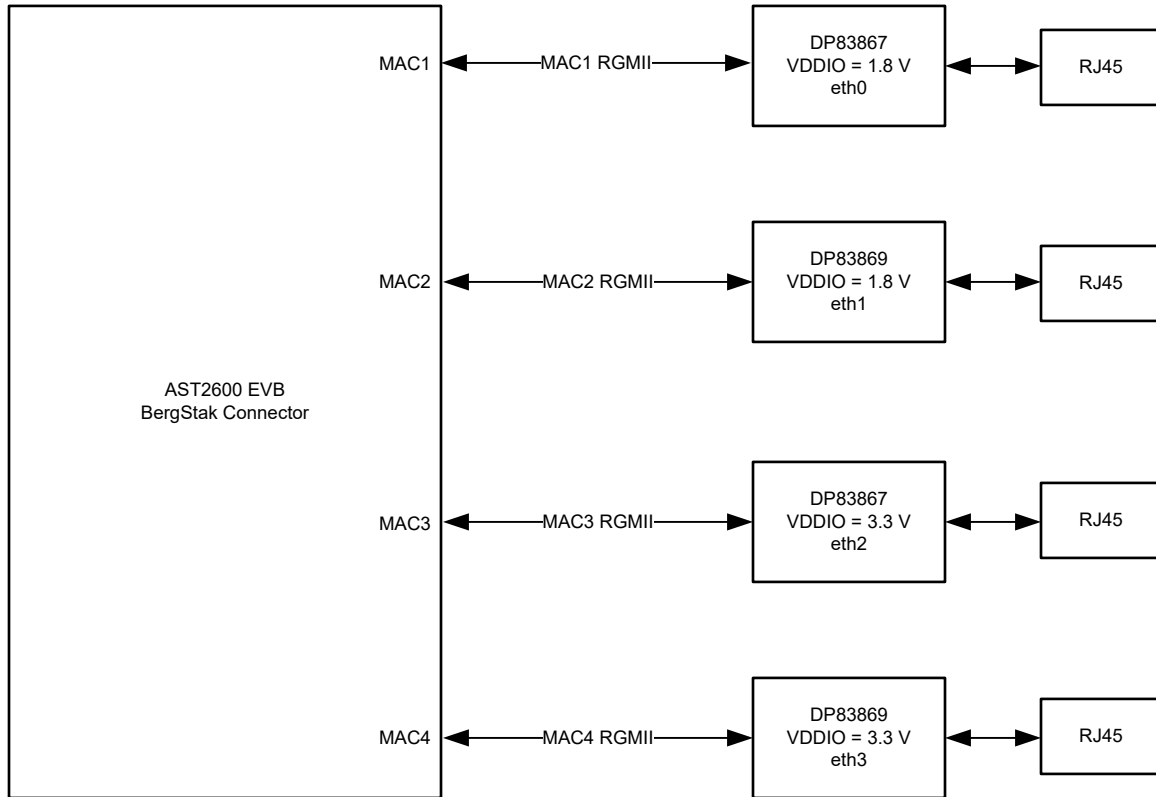 AST2600 EVB
BergStak Connector
MAC1
MAC1 RGMII
DP83867
VDDIO = 1.8 V
eth0
RJ45
MAC2
MAC2 RGMII
DP83869
VDDIO = 1.8 V
eth1
RJ45
MAC3
MAC3 RGMII
DP83867
VDDIO = 3.3 V
eth2
RJ45
MAC4
MAC4 RGMII
DP83869
VDDIO = 3.3 V
eth3
RJ45